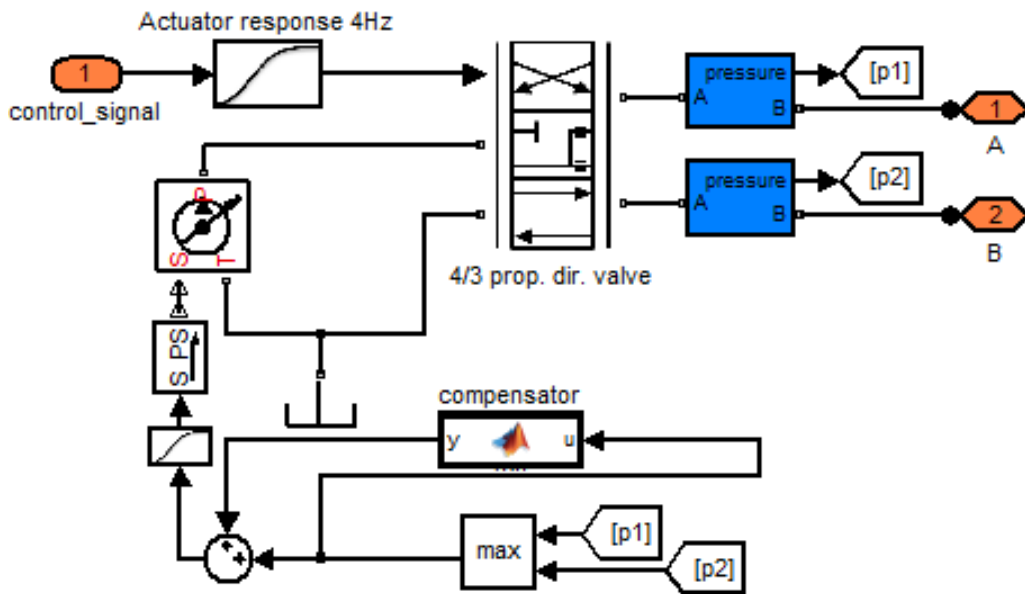 Actuator response 4Hz
1
control_signal
pressure
A
B
[p1]
1
A
pressure
A
B
[p2]
2
B
P
S
T
4/3 prop. dir. valve
S PS
compensator
y
u
max
[p1]
[p2]